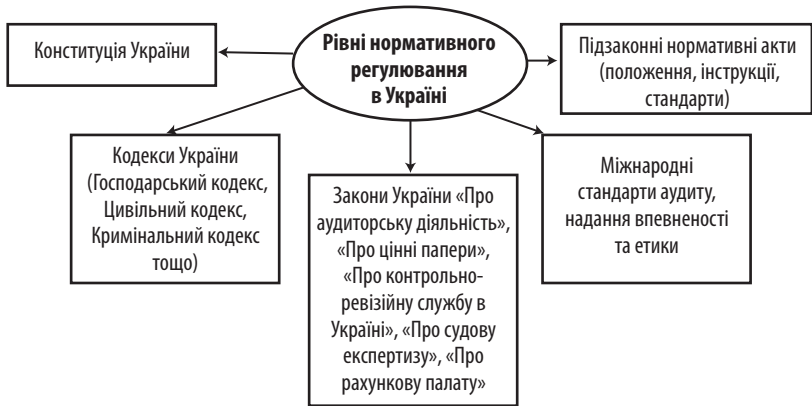 Рівні нормативного
регулювання
в Україні
Конституція України
Підзаконні нормативні акти
(положення, інструкції,
стандарти)
Кодекси України
(Господарський кодекс,
Цивільний кодекс,
Кримінальний кодекс
тощо)
Закони України «Про
аудиторську діяльність»,
«Про цінні папери»,
«Про контрольно-
ревізійну службу в
Україні», «Про судову
експертизу», «Про
рахункову палату»
Міжнародні
стандарти аудиту,
надання впевненості
та етики